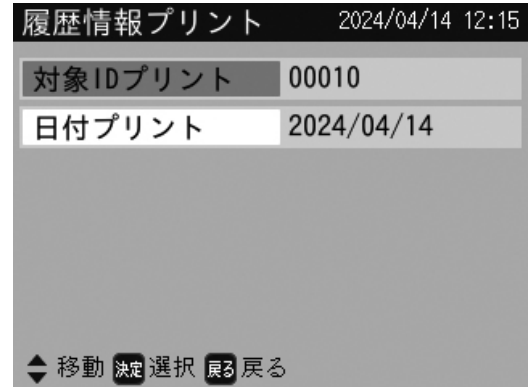 履歴情報プリント 2024/04/14 12:15
対象IDプリント 00010
日付プリント 2024/04/14
移動 決定 選択 戻る 戻る